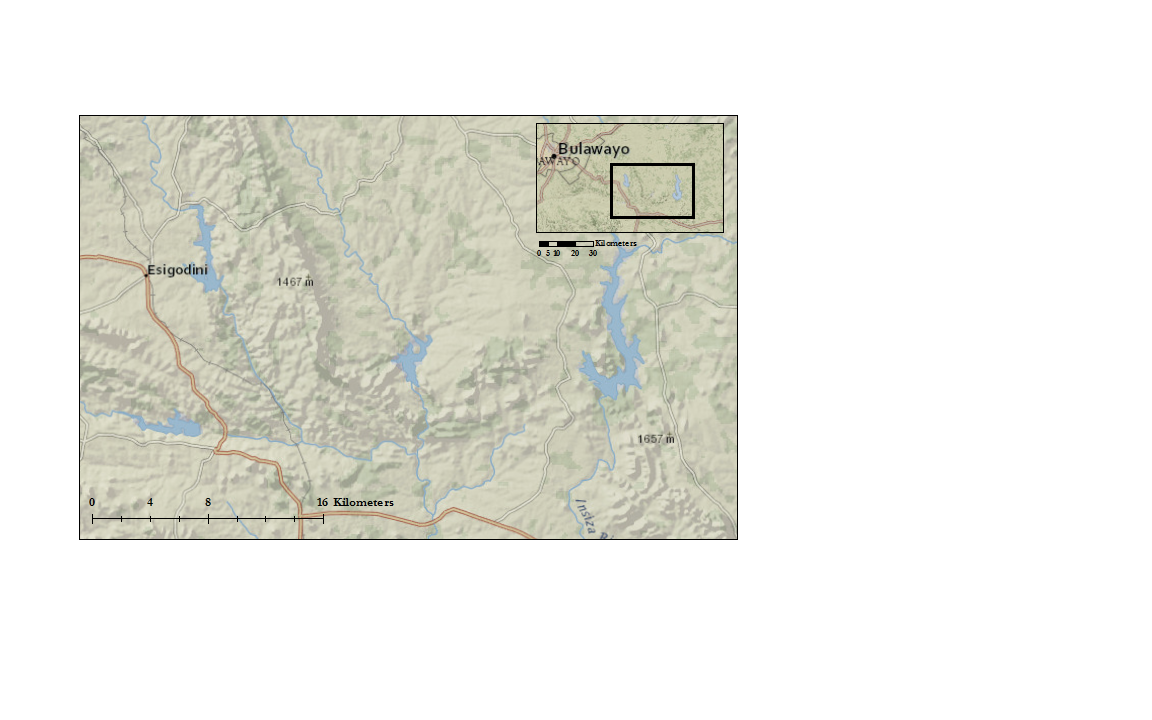 Bulawayo
AWAYO
Kilometers
0 5 10 20 30
Esigodini
1467 m
1657 m
0 4 8 16 Kilometers
Insiza